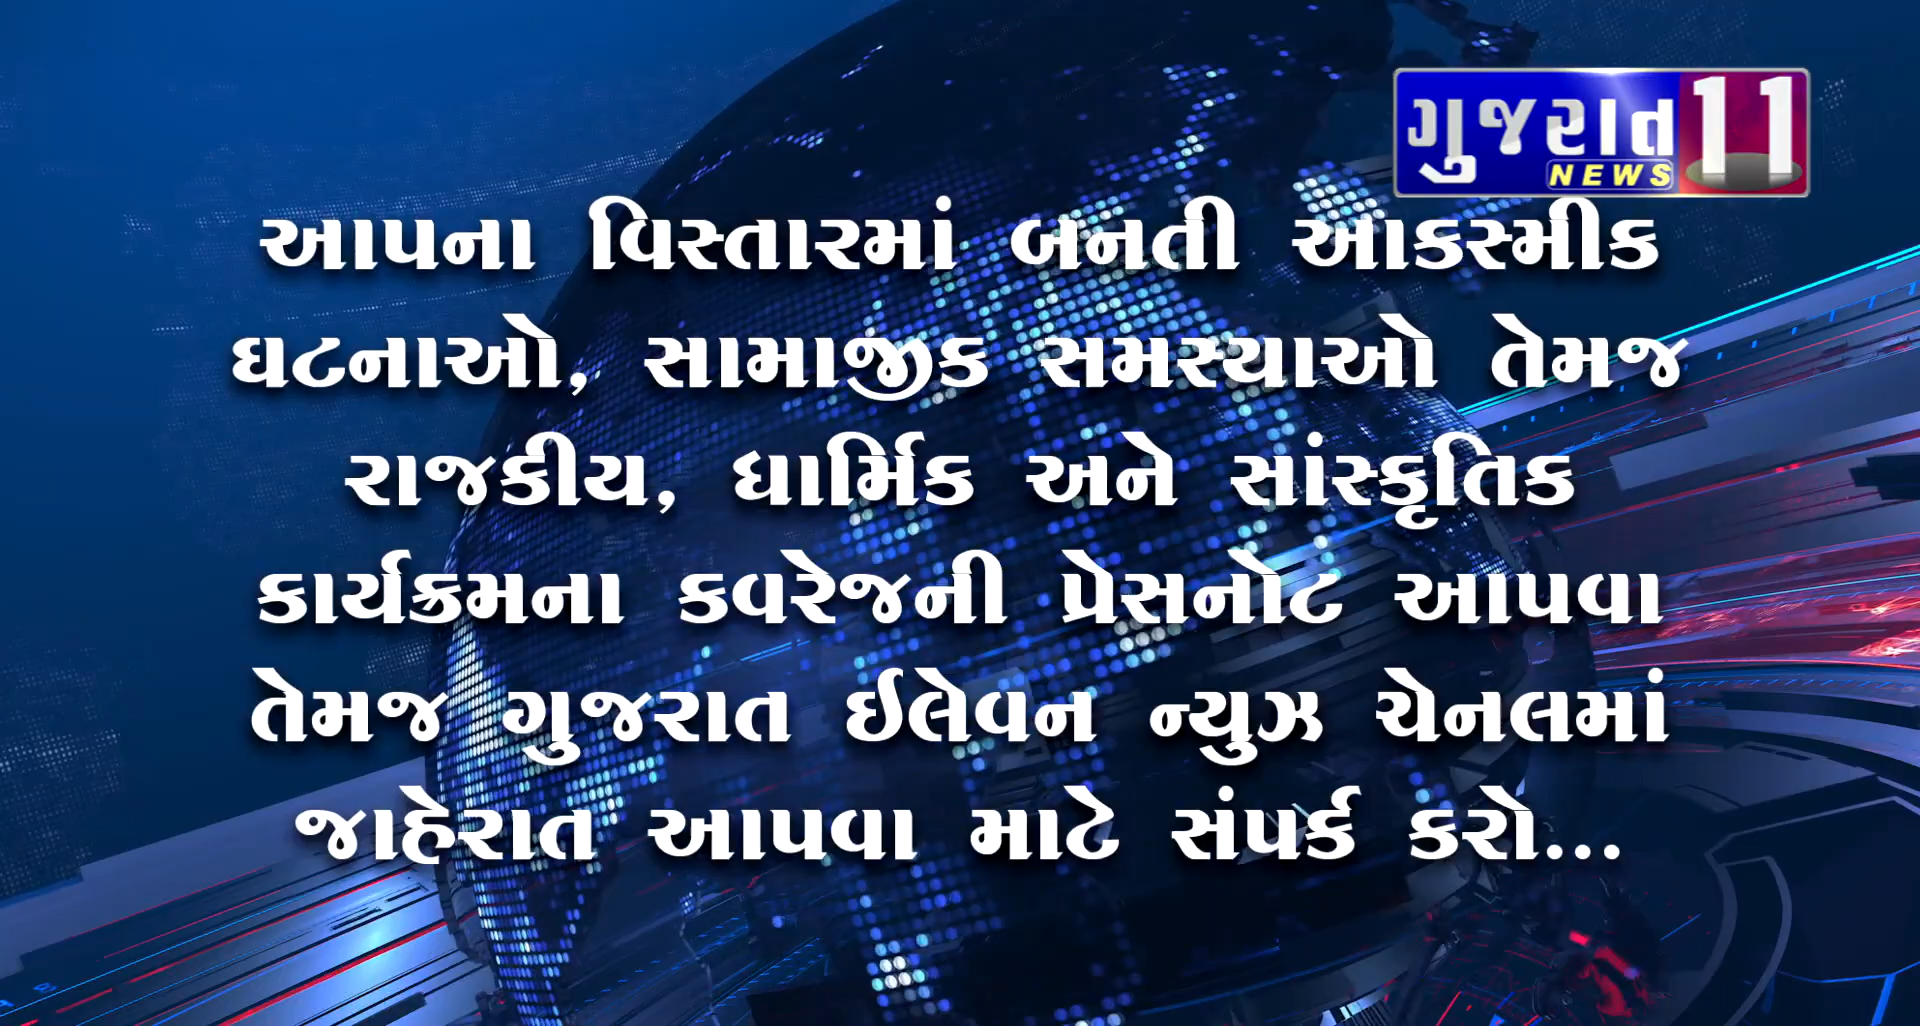 ગુજરાત 11
NEWS
આપના વિસ્તારમાં બનતી આકસ્મીક
ઘટનાઓ, સામાજીક સમસ્યાઓ તેમજ
રાજકીય, ધાર્મિક અને સાંસ્કૃતિક
કાર્યક્રમના કવરેજની પ્રેસનોટ આપવા
તેમજ ગુજરાત ઈલેવન ન્યુઝ ચેનલમાં
જાહેરાત આપવા માટે સંપર્ક કરો...